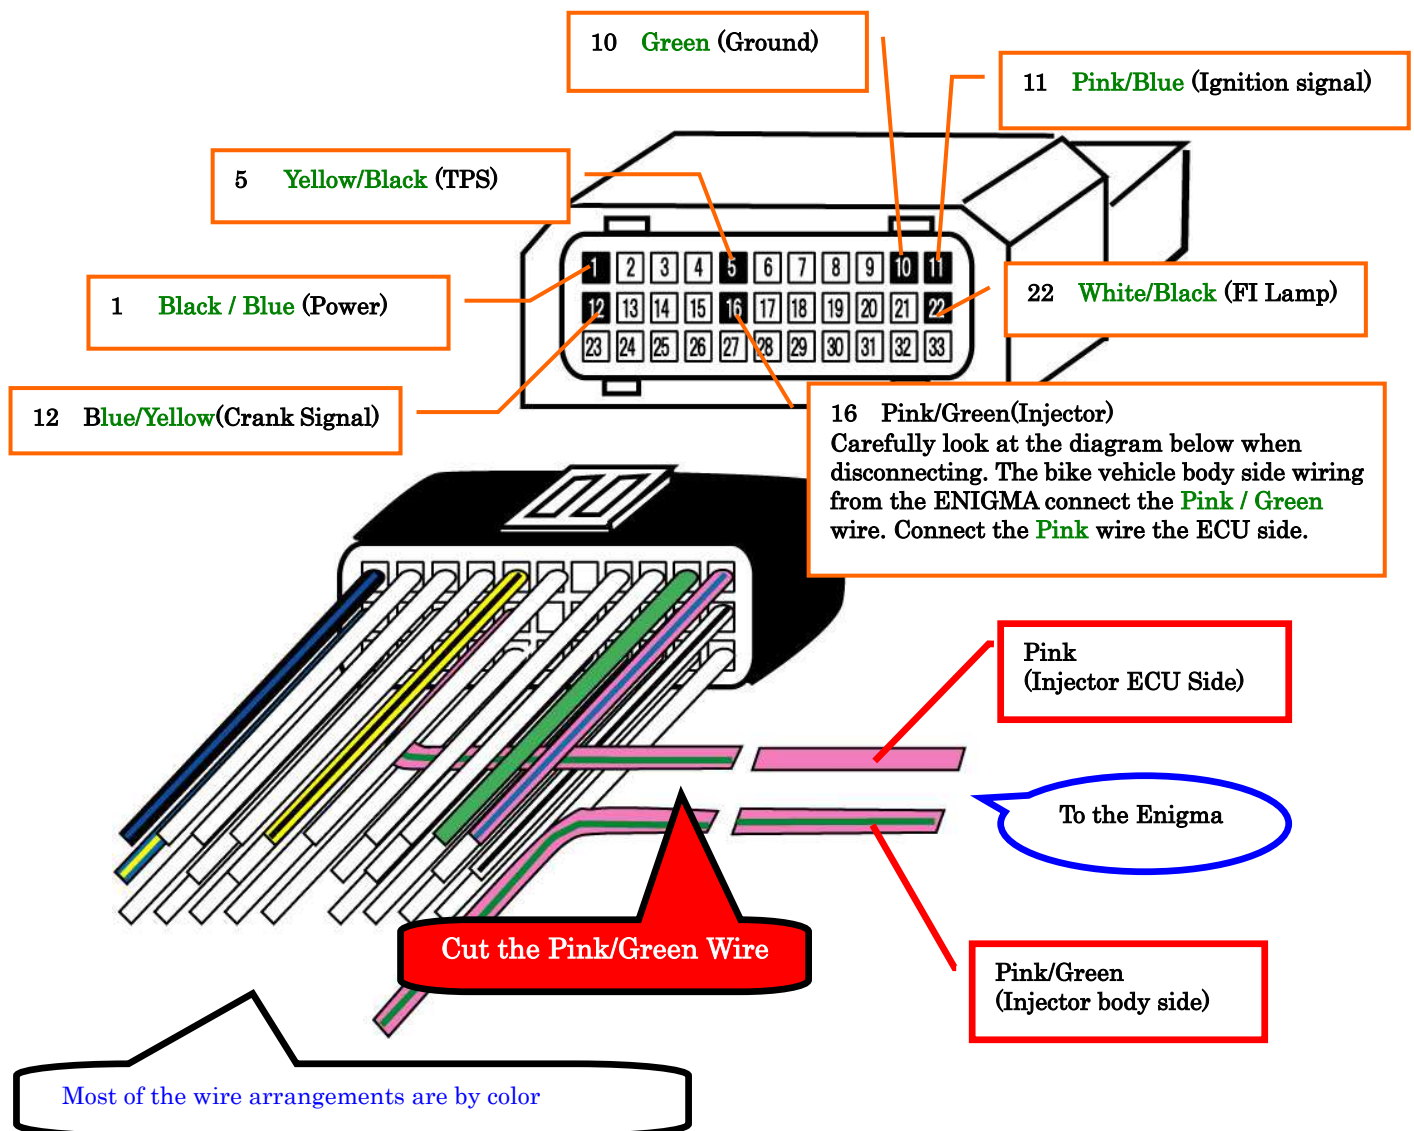 10 Green (Ground)
11 Pink/Blue (Ignition signal)
5 Yellow/Black (TPS)
1 Black / Blue (Power)
22 White/Black (FI Lamp)
12 Blue/Yellow(Crank Signal)
1 2 3 4 5 6 7 8 9 10 11
12 13 14 15 16 17 18 19 20 21 22
23 24 25 26 27 28 29 30 31 32 33
16 Pink/Green(Injector)
Carefully look at the diagram below when
disconnecting. The bike vehicle body side wiring
from the ENIGMA connect the Pink / Green
wire. Connect the Pink wire the ECU side.
Pink
(Injector ECU Side)
To the Enigma
Cut the Pink/Green Wire
Pink/Green
(Injector body side)
Most of the wire arrangements are by color